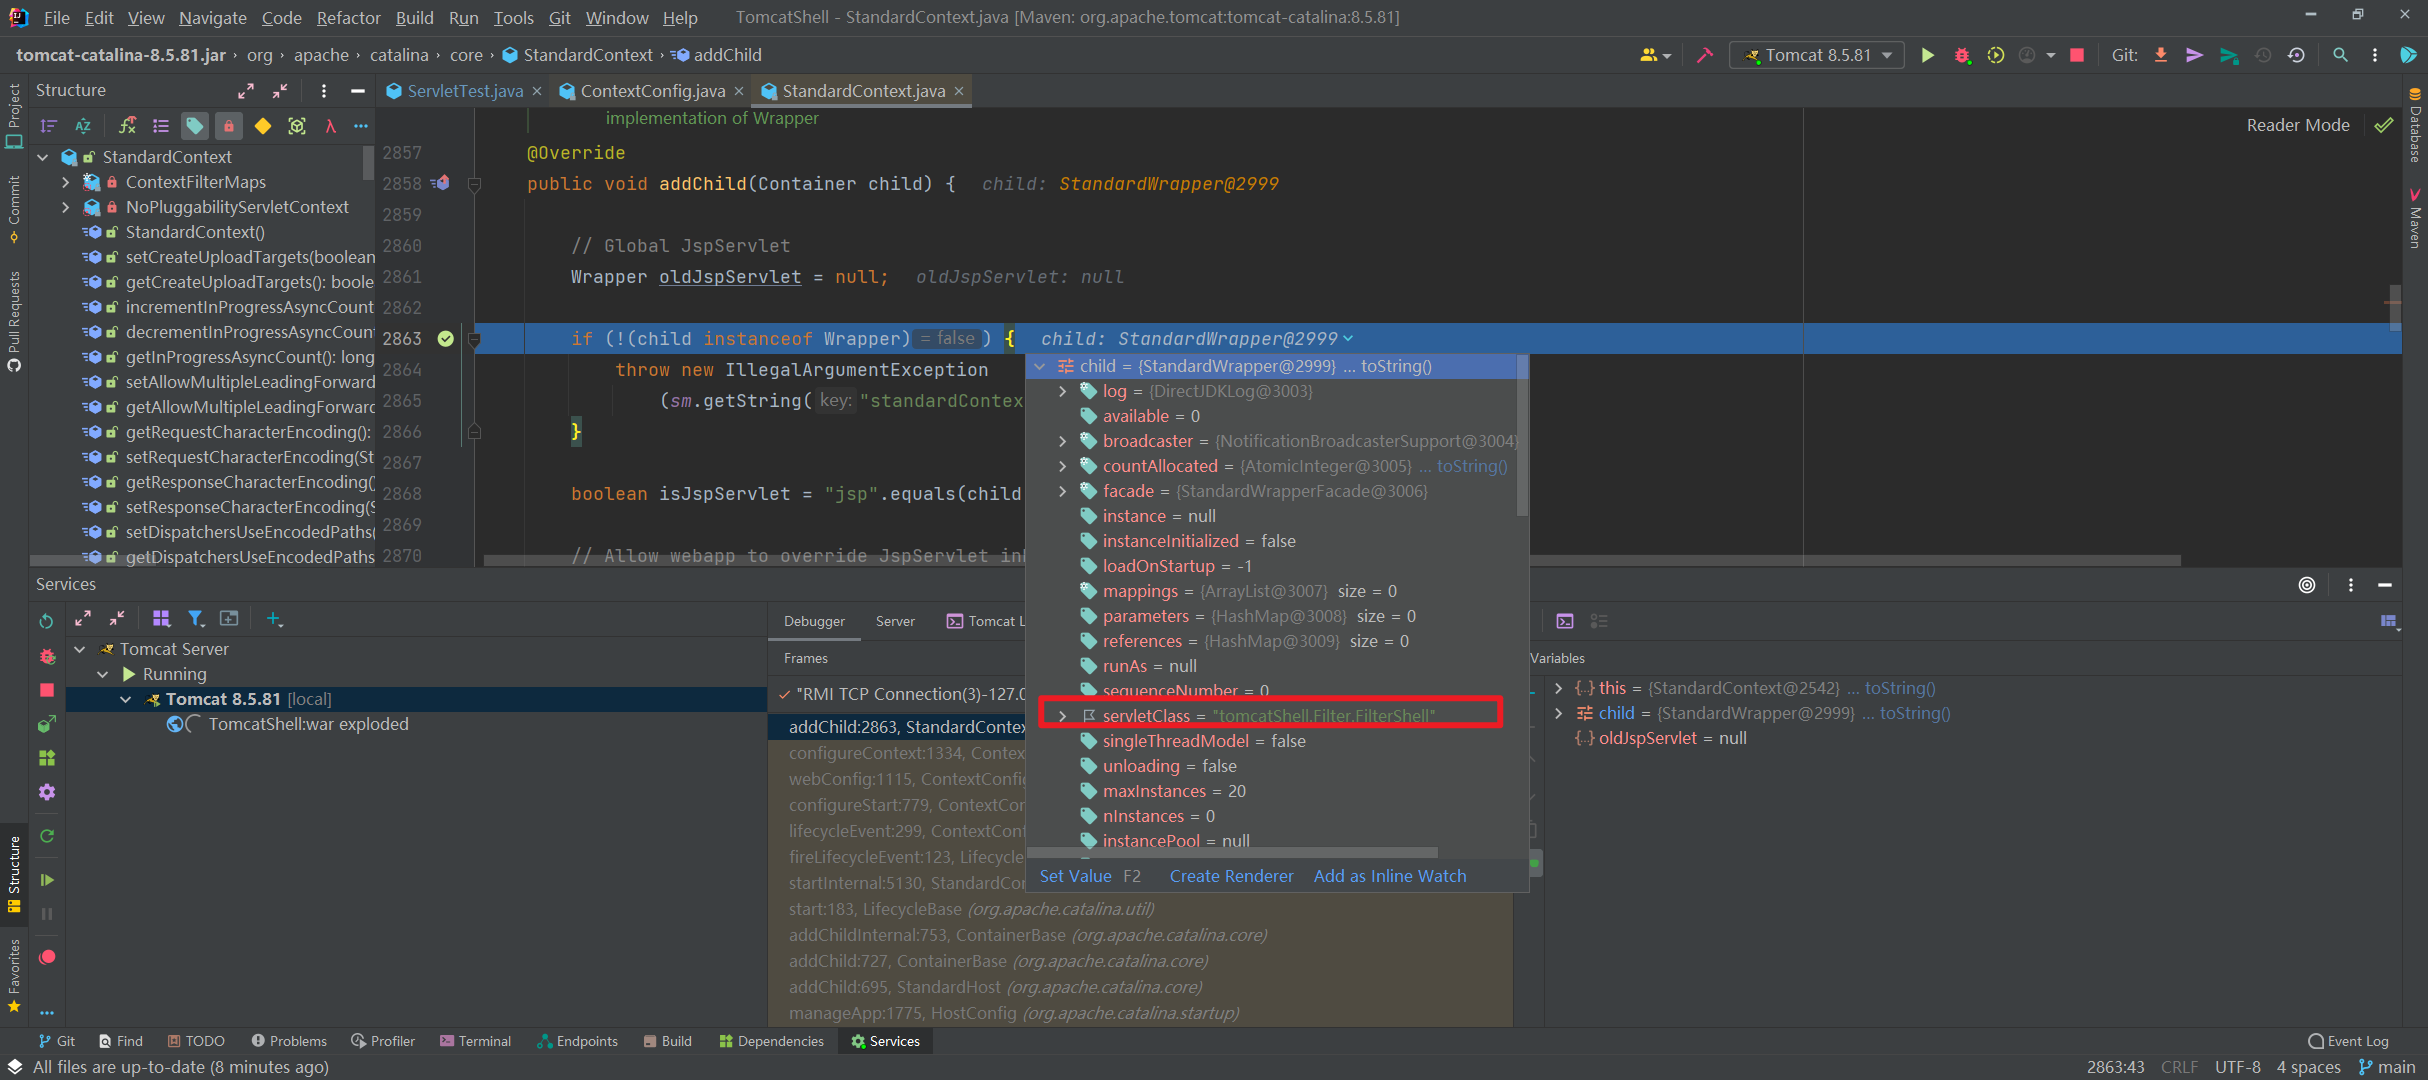 File Edit View Navigate Code Refactor Build Run Tools Git Window Help TomcatShell - StandardContext.java [Maven: org.apache.tomcat:tomcat-catalina:8.5.81]
tomcat-catalina-8.5.81.jar › org › apache › catalina › core › StandardContext › addChild
Tomcat 8.5.81
Git:
Project
Commit
Pull Requests
Structure
Favorites
Structure
StandardContext
ContextFilterMaps
NoPluggabilityServletContext
StandardContext()
setCreateUploadTargets(boolean
getCreateUploadTargets(): boole
incrementInProgressAsyncCount
decrementInProgressAsyncCount
getInProgressAsyncCount(): long
setAllowMultipleLeadingForward
getAllowMultipleLeadingForward
getRequestCharacterEncoding():
setRequestCharacterEncoding(St
getResponseCharacterEncoding()
setResponseCharacterEncoding(S
setDispatchersUseEncodedPaths(
getDispatchersUseEncodedPaths
ServletTest.java × ContextConfig.java × StandardContext.java ×
implementation of Wrapper
Reader Mode
2857 @Override
2858 public void addChild(Container child) { child: StandardWrapper@2999
2859
2860 // Global JspServlet
2861 Wrapper oldJspServlet = null; oldJspServlet: null
2862
2863 if (!(child instanceof Wrapper) = false ) { child: StandardWrapper@2999
2864 throw new IllegalArgumentException
2865 (sm.getString( key: "standardContex
2866 }
2867
2868 boolean isJspServlet = "jsp".equals(child
2869
2870 // Allow webapp to override JspServlet inh
child = {StandardWrapper@2999} ... toString()
log = {DirectJDKLog@3003}
available = 0
broadcaster = {NotificationBroadcasterSupport@3004}
countAllocated = {AtomicInteger@3005} ... toString()
facade = {StandardWrapperFacade@3006}
instance = null
instanceInitialized = false
loadOnStartup = -1
mappings = {ArrayList@3007} size = 0
parameters = {HashMap@3008} size = 0
references = {HashMap@3009} size = 0
runAs = null
sequenceNumber = 0
servletClass = "tomcatShell.Filter.FilterShell"
singleThreadModel = false
unloading = false
maxInstances = 20
nInstances = 0
instancePool = null
Set Value F2 Create Renderer Add as Inline Watch
Database
Maven
Services
Tomcat Server
Running
Tomcat 8.5.81 [local]
TomcatShell:war exploded
Debugger Server Tomcat L
Frames
"RMI TCP Connection(3)-127.0
addChild:2863, StandardContex
configureContext:1334, Contex
webConfig:1115, ContextConfig
configureStart:779, ContextCon
lifecycleEvent:299, ContextConf
fireLifecycleEvent:123, Lifecycle
startInternal:5130, StandardCon
start:183, LifecycleBase (org.apache.catalina.util)
addChildInternal:753, ContainerBase (org.apache.catalina.core)
addChild:727, ContainerBase (org.apache.catalina.core)
addChild:695, StandardHost (org.apache.catalina.core)
manageApp:1775, HostConfig (org.apache.catalina.startup)
Variables
this = {StandardContext@2542} ... toString()
child = {StandardWrapper@2999} ... toString()
oldJspServlet = null
Git Find TODO Problems Profiler Terminal Endpoints Build Dependencies Services Event Log
All files are up-to-date (8 minutes ago) 2863:43 CRLF UTF-8 4 spaces main